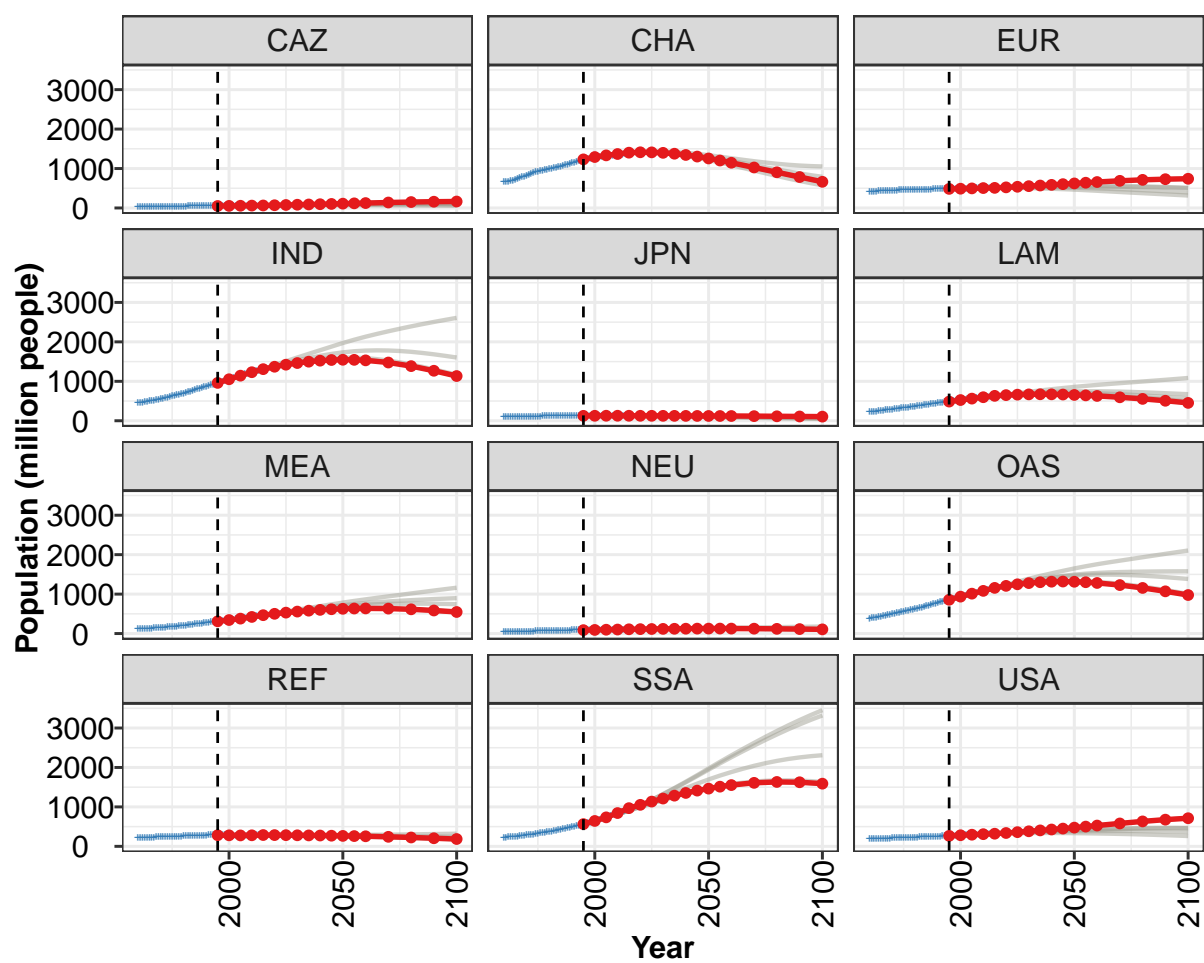 CAZ CHA EUR
3000
2000
1000
0
IND JPN LAM
3000
2000
1000
0
MEA NEU OAS
3000
2000
1000
0
REF SSA USA
3000
2000
1000
0
2000 2050 2100 2000 2050 2100 2000 2050 2100
Year
Population (million people)